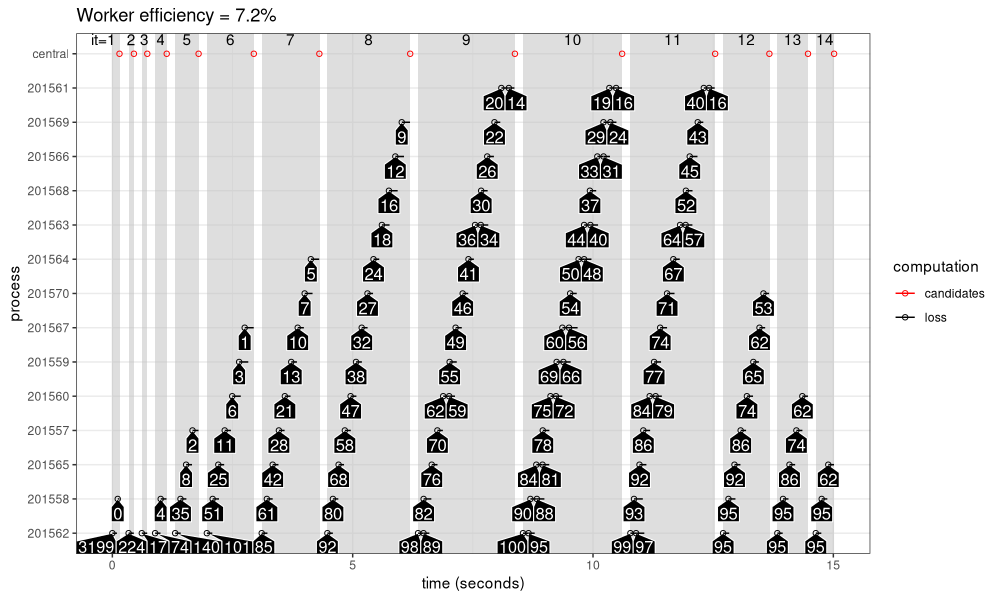 Worker efficiency = 7.2%
it=1 2 3 4 5 6 7 8 9 10 11 12 13 14
central
201561 20 14 19 16 40 16
201569 9 22 29 24 43
201566 12 26 33 31 45
201568 16 30 37 52
201563 18 36 34 44 40 64 57
201564 5 24 41 50 48 67
201570 7 27 46 54 71 53
201567 1 10 32 49 60 56 74 62
201559 3 13 38 55 69 66 77 65
201560 6 21 47 62 59 75 72 84 79 74 62
201557 2 11 28 58 70 78 86 86 74
201565 8 25 42 68 76 84 81 92 92 86 62
201558 0 4 35 51 61 80 82 90 88 93 95 95 95
201562 3199 224 17 74 140 101 85 92 98 89 100 95 99 97 95 95 95
0 5 10 15
time (seconds)
process
computation
candidates
loss